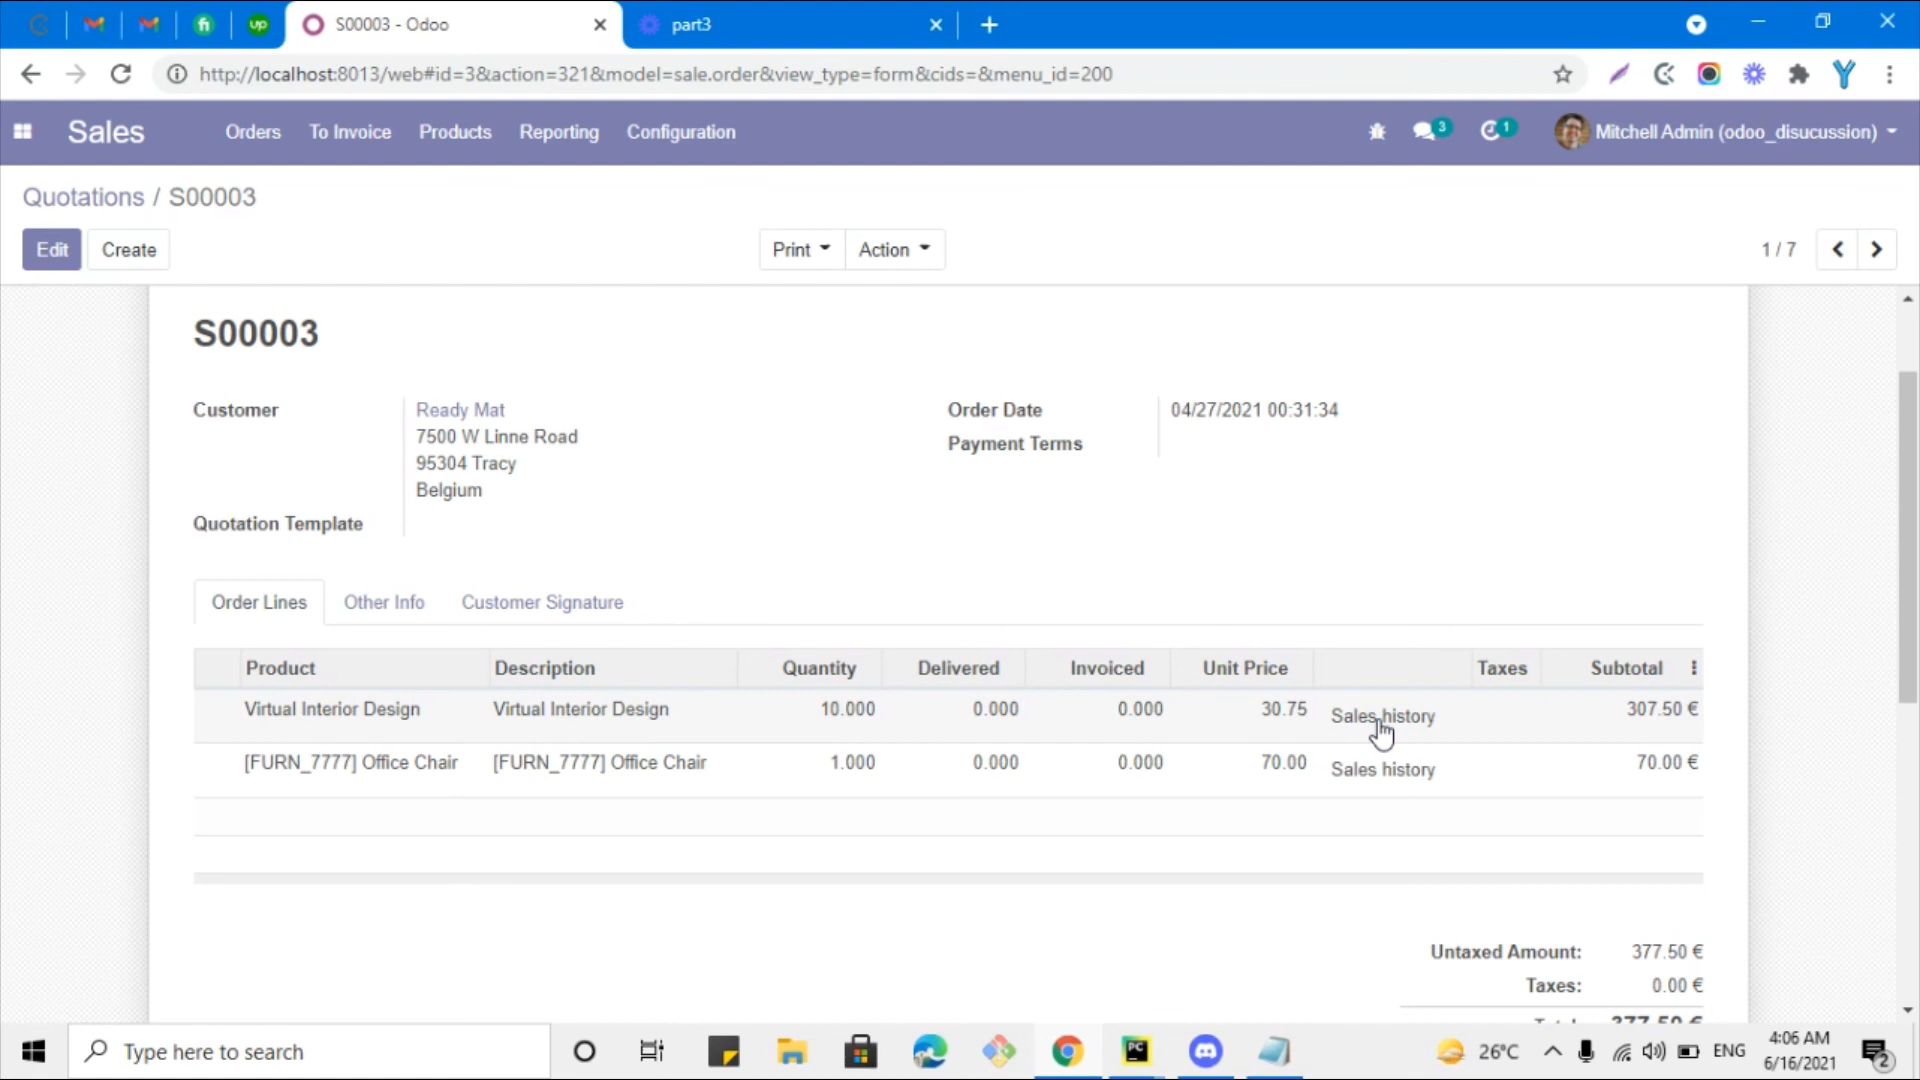 S00003 - Odoo
part3
http://localhost:8013/web#id=3&action=321&model=sale.order&view_type=form&cids=&menu_id=200
Sales Orders To Invoice Products Reporting Configuration 3 1 Mitchell Admin (odoo_disucussion)
Quotations / S00003
Edit Create Print Action 1 / 7
S00003
Customer Ready Mat Order Date 04/27/2021 00:31:34
7500 W Linne Road Payment Terms
95304 Tracy
Belgium
Quotation Template
Order Lines Other Info Customer Signature
Product Description Quantity Delivered Invoiced Unit Price Taxes Subtotal
Virtual Interior Design Virtual Interior Design 10.000 0.000 0.000 30.75 Sales history 307.50 €
[FURN_7777] Office Chair [FURN_7777] Office Chair 1.000 0.000 0.000 70.00 Sales history 70.00 €
Untaxed Amount: 377.50 €
Taxes: 0.00 €
377.50 €
Type here to search PC 26°C ENG 4:06 AM
6/16/2021 2